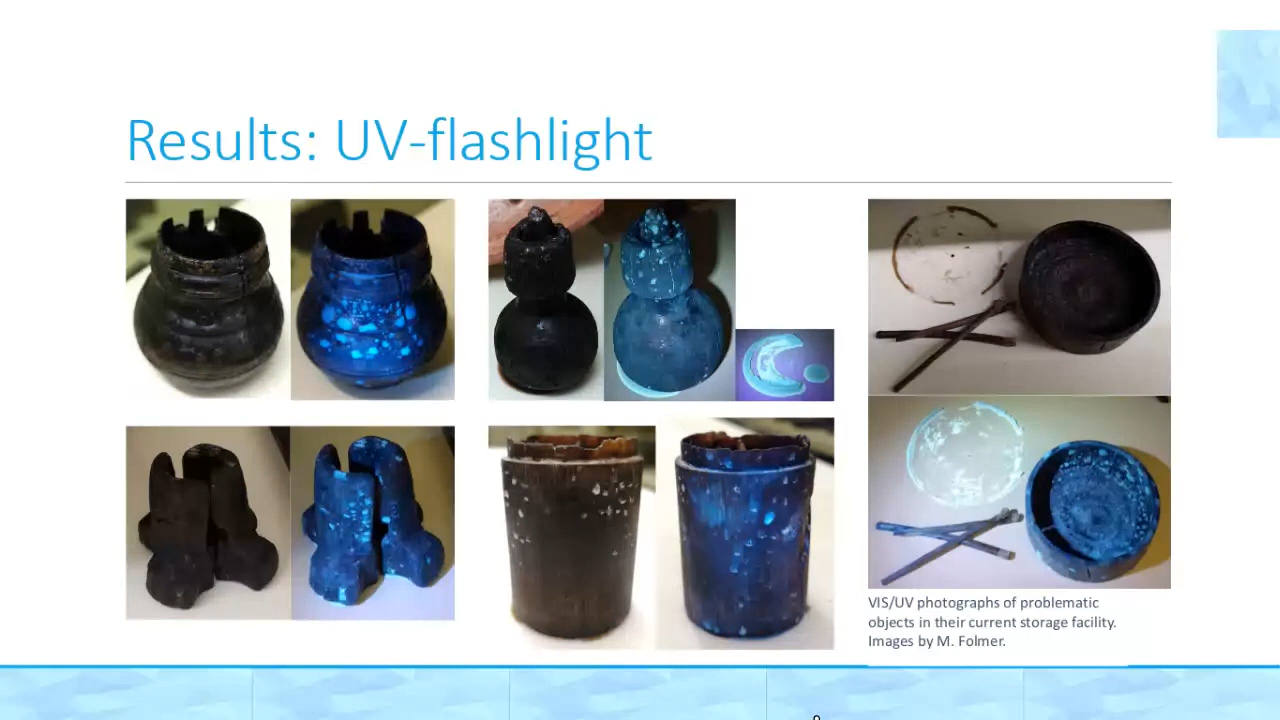 Results: UV-flashlight
VIS/UV photographs of problematic
objects in their current storage facility.
Images by M. Folmer.